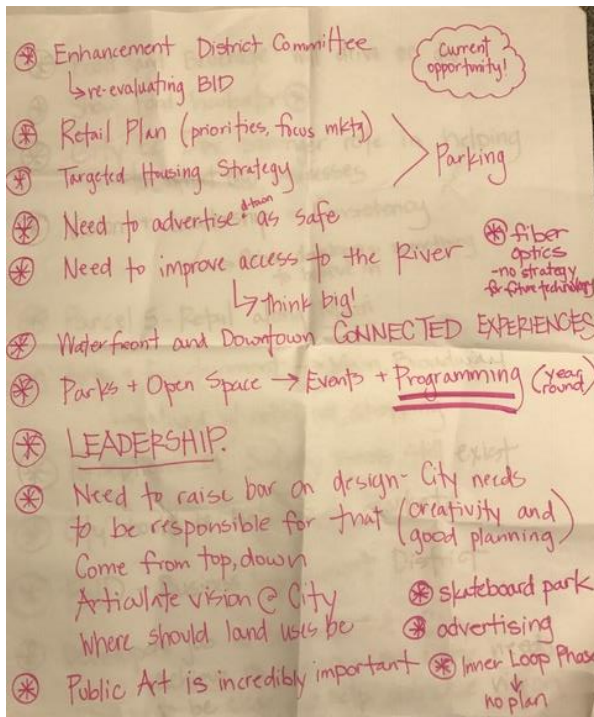 Enhancement District Committee
re-evaluating BID
Current
opportunity!
Retail Plan (priorities, focus mktg)
Targeted Housing Strategy
Parking
Need to advertise d-town as safe
Need to improve access to the River
think big!
fiber
optics
-no strategy
for future technology
Waterfront and Downtown CONNECTED EXPERIENCES
Parks + Open Space → Events + Programming (year
round)
LEADERSHIP.
Need to raise bar on design- City needs
to be responsible for that (creativity and
good planning)
Come from top, down
Articulate vision @ City
Where should land uses be
skateboard park
advertising
Public Art is incredibly important
Inner Loop Phase
no plan